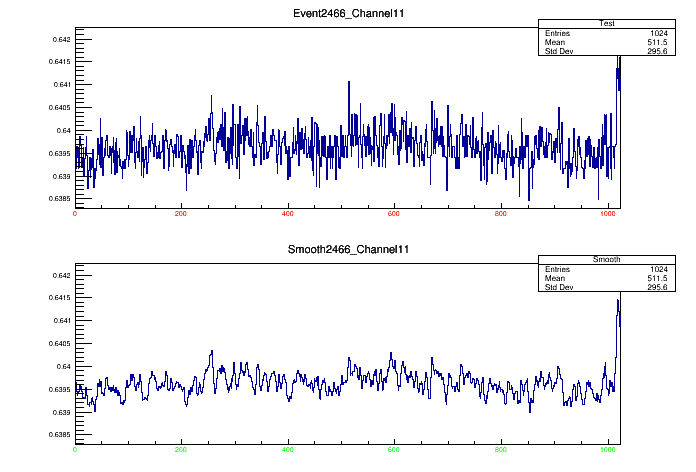 Event2466_Channel11
Test
Entries 1024
Mean 511.5
Std Dev 295.6
0.642
0.6415
0.641
0.6405
0.64
0.6395
0.639
0.6385
0 200 400 600 800 1000
Smooth2466_Channel11
Smooth
Entries 1024
Mean 511.5
Std Dev 295.6
0.642
0.6415
0.641
0.6405
0.64
0.6395
0.639
0.6385
0 200 400 600 800 1000